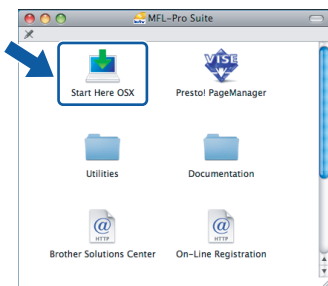 MFL-Pro Suite
VISE
Start Here OSX
Presto! PageManager
Utilities
Documentation
@
HTTP
@
HTTP
Brother Solutions Center
On-Line Registration